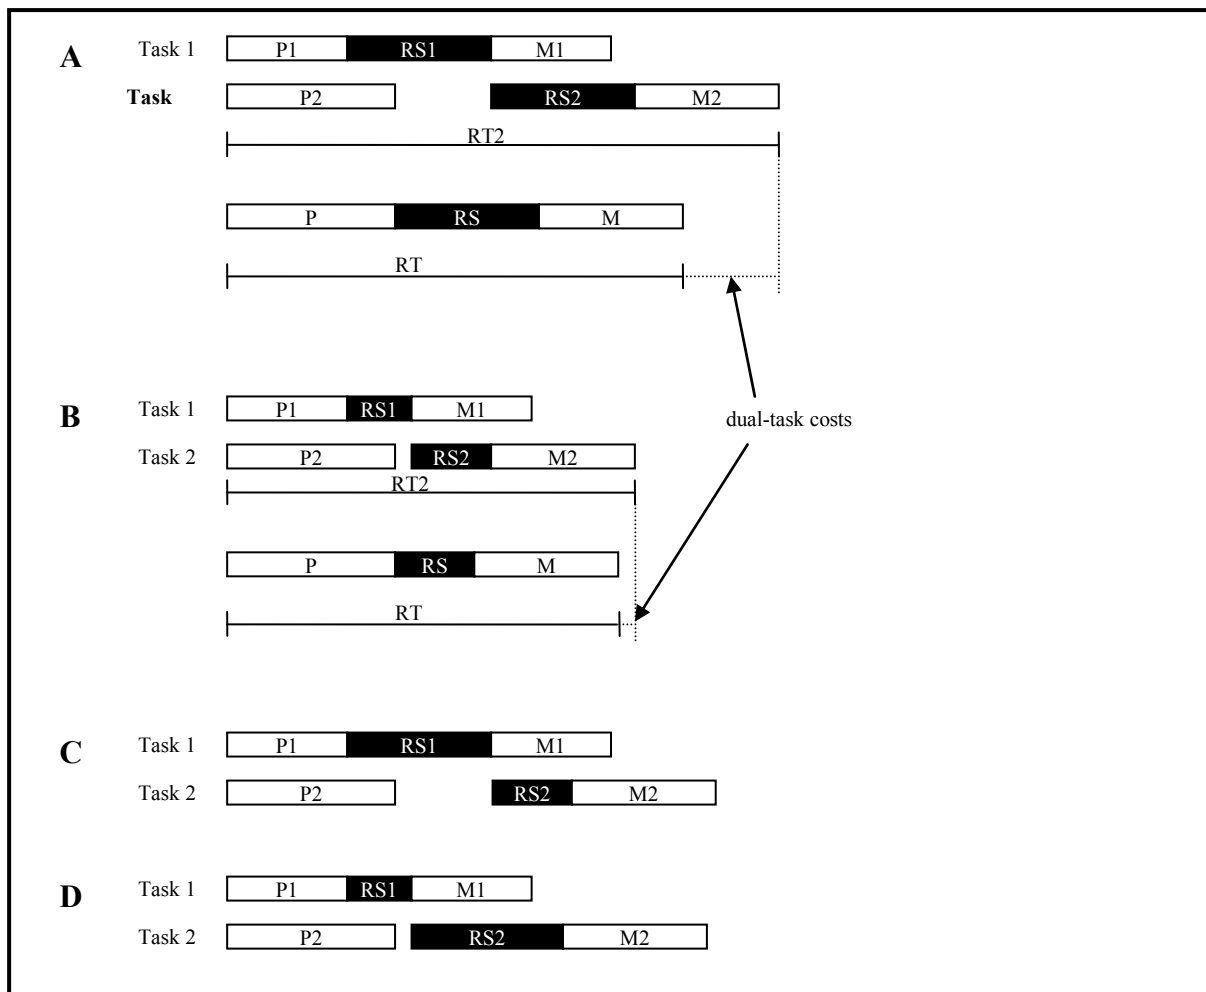 A Task 1 P1 RS1 M1
Task P2 RS2 M2
RT2
P RS M
RT
B Task 1 P1 RS1 M1
dual-task costs
Task 2 P2 RS2 M2
RT2
P RS M
RT
C Task 1 P1 RS1 M1
Task 2 P2 RS2 M2
D Task 1 P1 RS1 M1
Task 2 P2 RS2 M2